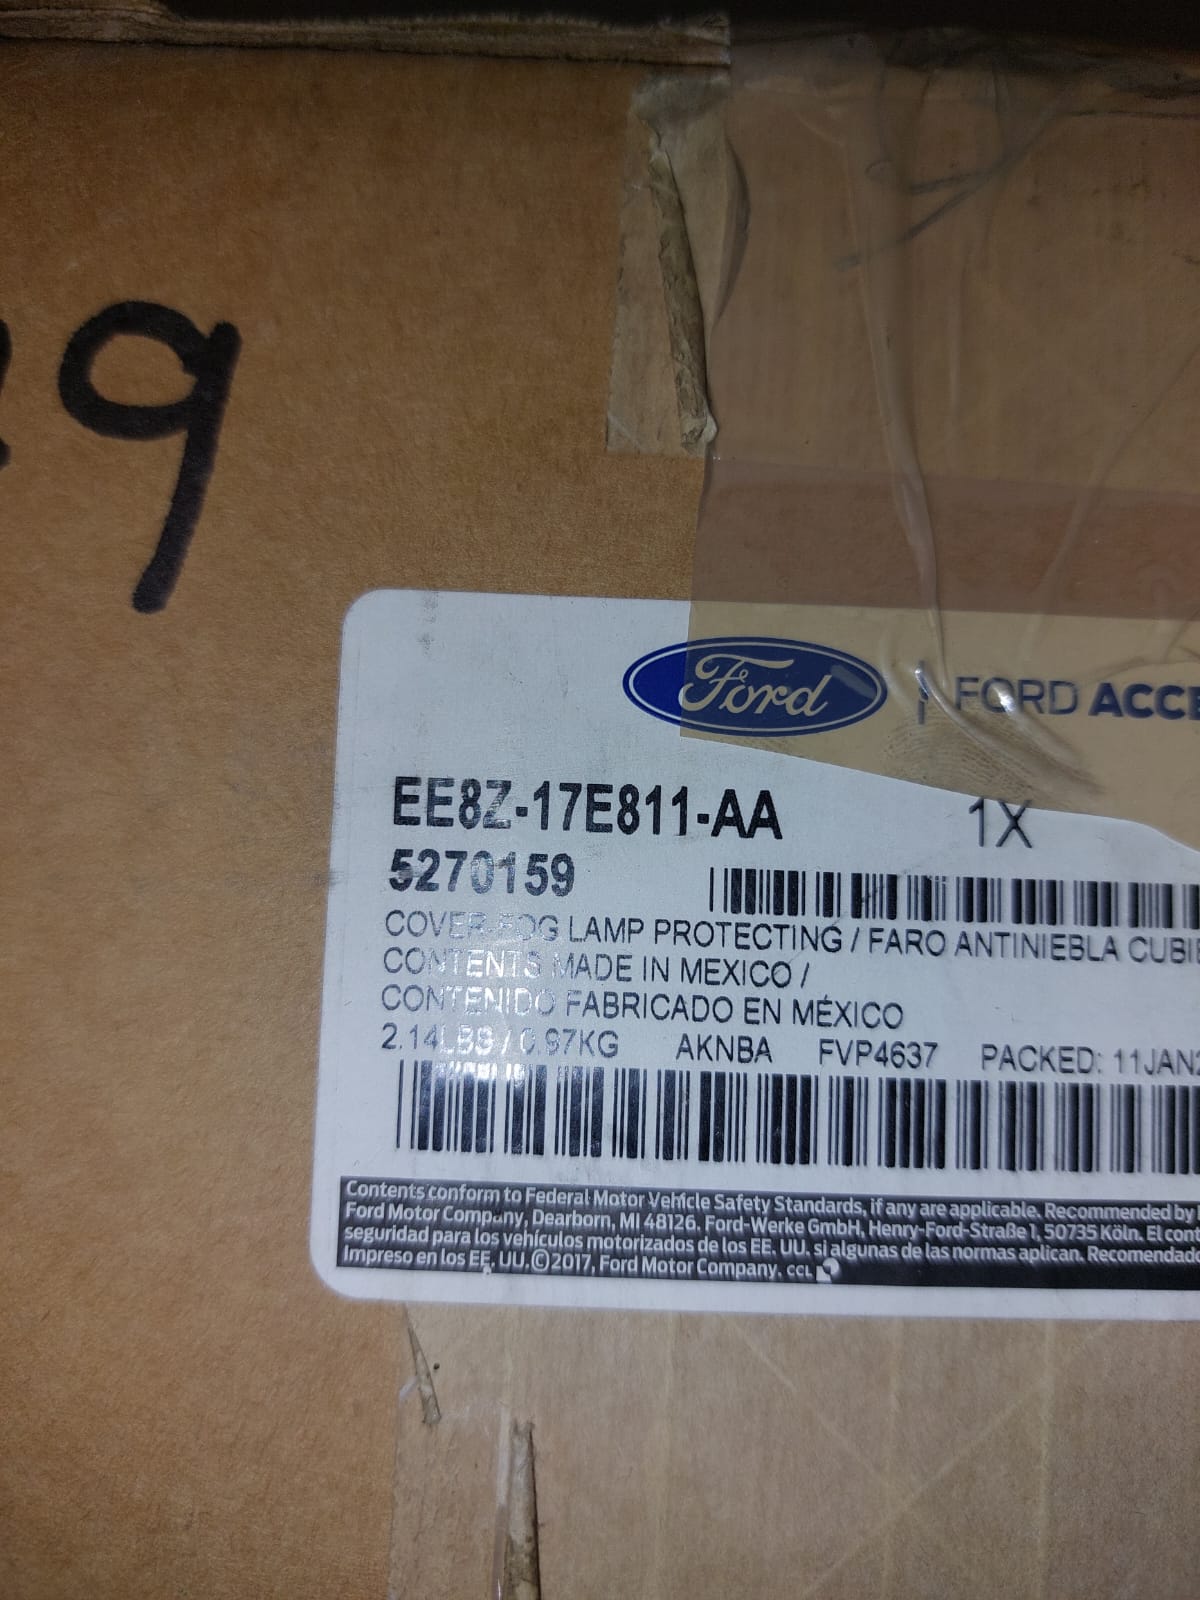 9
Ford | FORD ACCE
EE8Z-17E811-AA 1X
5270159
COVER-FOG LAMP PROTECTING / FARO ANTINIEBLA CUBIE
CONTENTS MADE IN MEXICO /
CONTENIDO FABRICADO EN MÉXICO
2.14LBS / 0.97KG AKNBA FVP4637 PACKED: 11JAN2
Contents conform to Federal Motor Vehicle Safety Standards, if any are applicable. Recommended by
Ford Motor Company, Dearborn, MI 48126. Ford-Werke GmbH, Henry-Ford-Straße 1, 50735 Köln. El cont
seguridad para los vehículos motorizados de los EE. UU. si algunas de las normas aplican. Recomendado
Impreso en los EE. UU. © 2017, Ford Motor Company. CCL